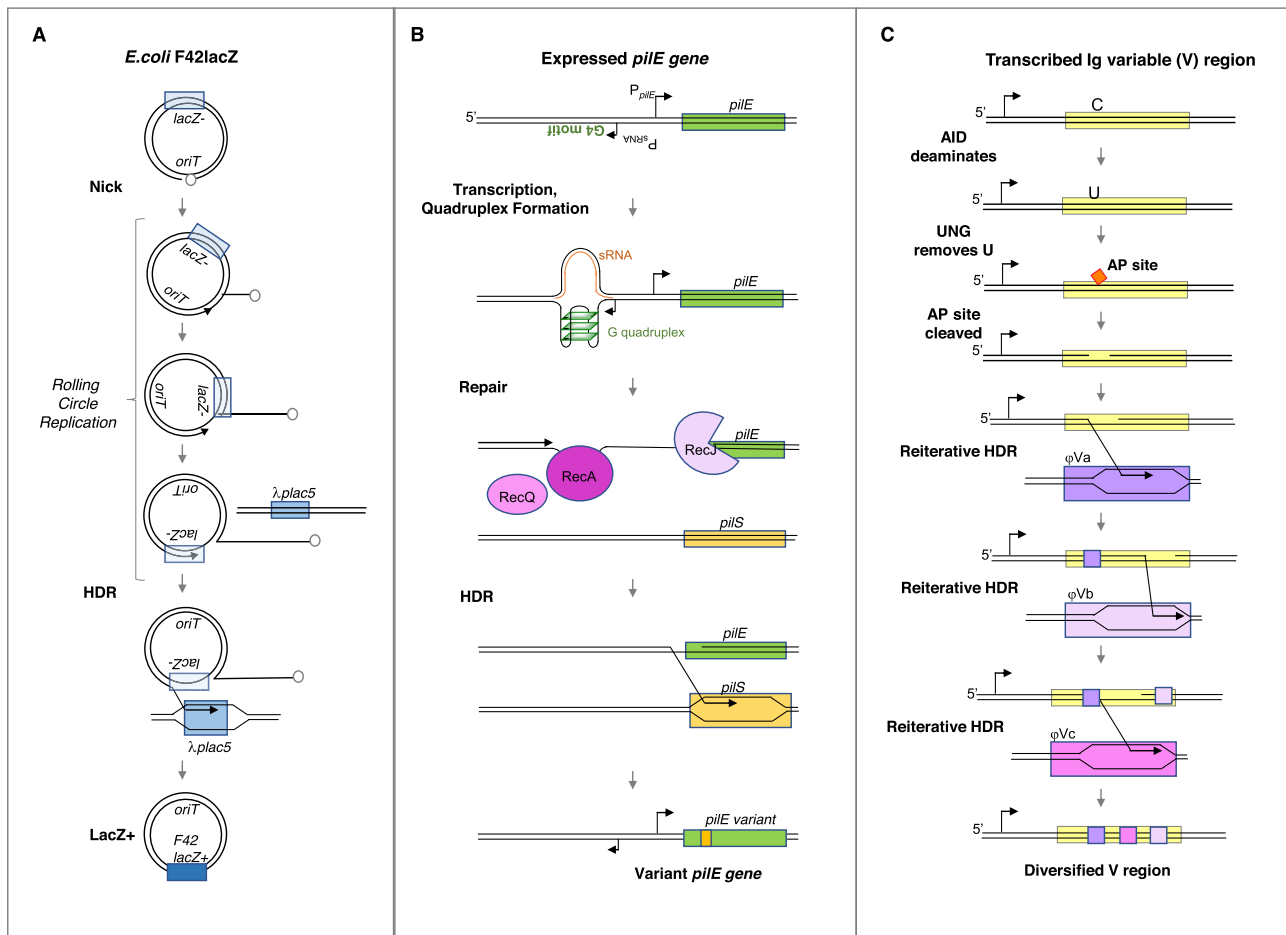 A
E.coli F42lacZ
lacZ-
oriT
Nick
lacZ-
oriT
Rolling
Circle
Replication
oriT
lacZ-
oriT
lacZ-
λplac5
HDR
oriT
lacZ-
λplac5
LacZ+
oriT
F42
lacZ+
B
Expressed pilE gene
PpilE
pilE
5’
G4 motif
PsRNA
Transcription,
Quadruplex Formation
sRNA
pilE
G quadruplex
Repair
pilE
RecJ
RecA
RecQ
pilS
HDR
pilE
pilS
pilE variant
Variant pilE gene
C
Transcribed Ig variable (V) region
5’
C
AID
deaminates
5’
U
UNG
removes U
AP site
5’
AP site
cleaved
5’
5’
Reiterative HDR
φVa
5’
Reiterative HDR
φVb
5’
Reiterative HDR
φVc
5’
Diversified V region